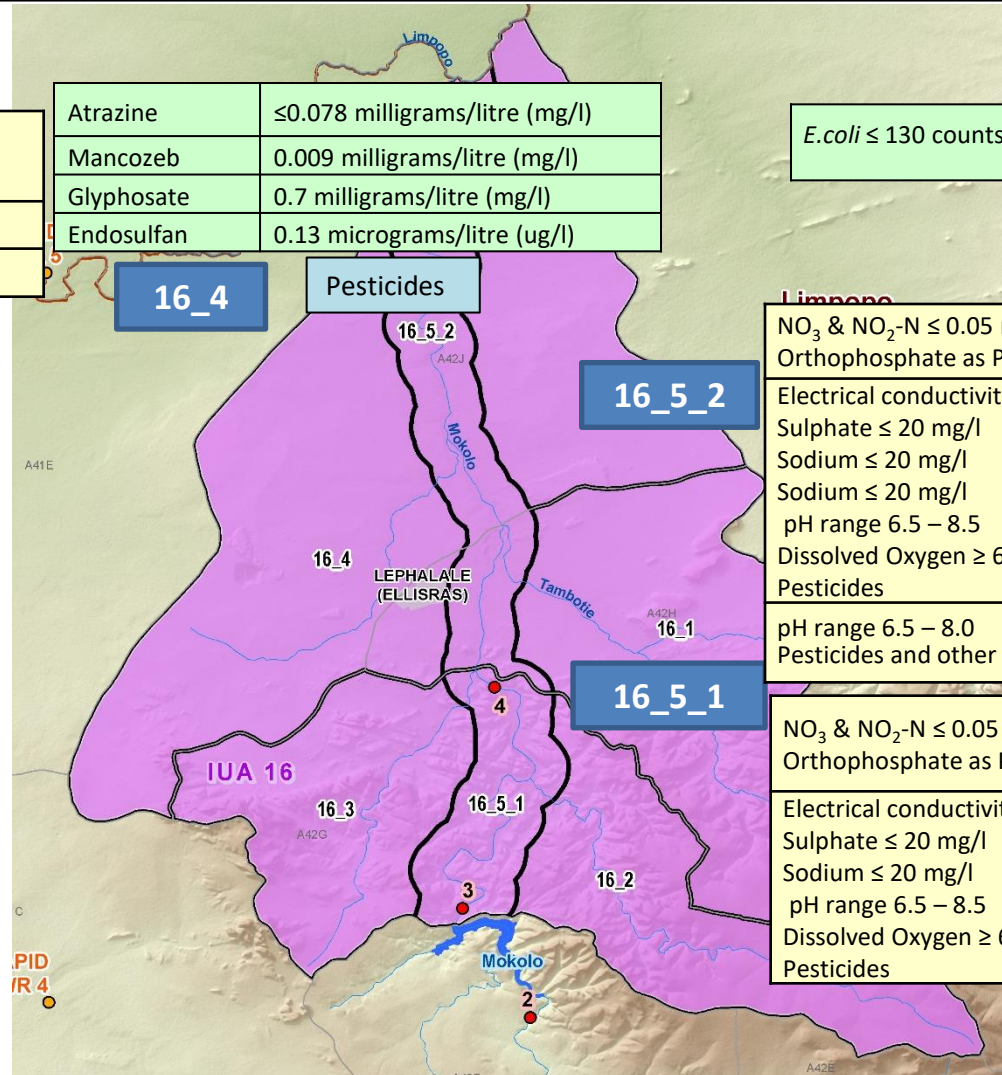 Limpopo
Atrazine ≤0.078 milligrams/litre (mg/l)
Mancozeb 0.009 milligrams/litre (mg/l)
Glyphosate 0.7 milligrams/litre (mg/l)
Endosulfan 0.13 micrograms/litre (ug/l)
E.coli ≤ 130 counts
5
16_4
Pesticides
Limpopo
16_5_2
A42J
16_5_2
NO₃ & NO₂-N ≤ 0.05
Orthophosphate as P
Electrical conductivit
Sulphate ≤ 20 mg/l
Sodium ≤ 20 mg/l
Sodium ≤ 20 mg/l
pH range 6.5 – 8.5
Dissolved Oxygen ≥ 6
Pesticides
pH range 6.5 – 8.0
Pesticides and other
Mokolo
A41E
16_4
LEPHALALE
(ELLISRAS)
Tambotie
A42H
16_1
16_5_1
4
NO₃ & NO₂-N ≤ 0.05
Orthophosphate as
Electrical conductivit
Sulphate ≤ 20 mg/l
Sodium ≤ 20 mg/l
pH range 6.5 – 8.5
Dissolved Oxygen ≥ 6
Pesticides
IUA 16
16_3
A42G
16_5_1
16_2
3
C
Mokolo
APID
WR 4
2
A42E